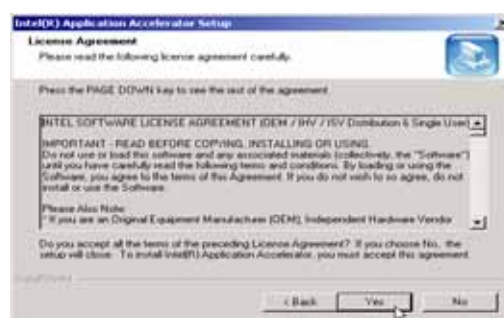 Intel(R) Application Accelerator Setup
License Agreement
Please read the following license agreement carefully.
Press the PAGE DOWN key to see the rest of the agreement.
INTEL SOFTWARE LICENSE AGREEMENT (OEM / IHV / ISV Distribution & Single User)
IMPORTANT - READ BEFORE COPYING, INSTALLING OR USING.
Do not use or load this software and any associated materials (collectively, the "Software")
until you have carefully read the following terms and conditions. By loading or using the
Software, you agree to the terms of this Agreement. If you do not wish to so agree, do not
install or use the Software.
Please Also Note:
* If you are an Original Equipment Manufacturer (OEM), Independent Hardware Vendor
Do you accept all the terms of the preceding License Agreement? If you choose No, the
setup will close. To install Intel(R) Application Accelerator, you must accept this agreement.
InstallShield
< Back
Yes
No